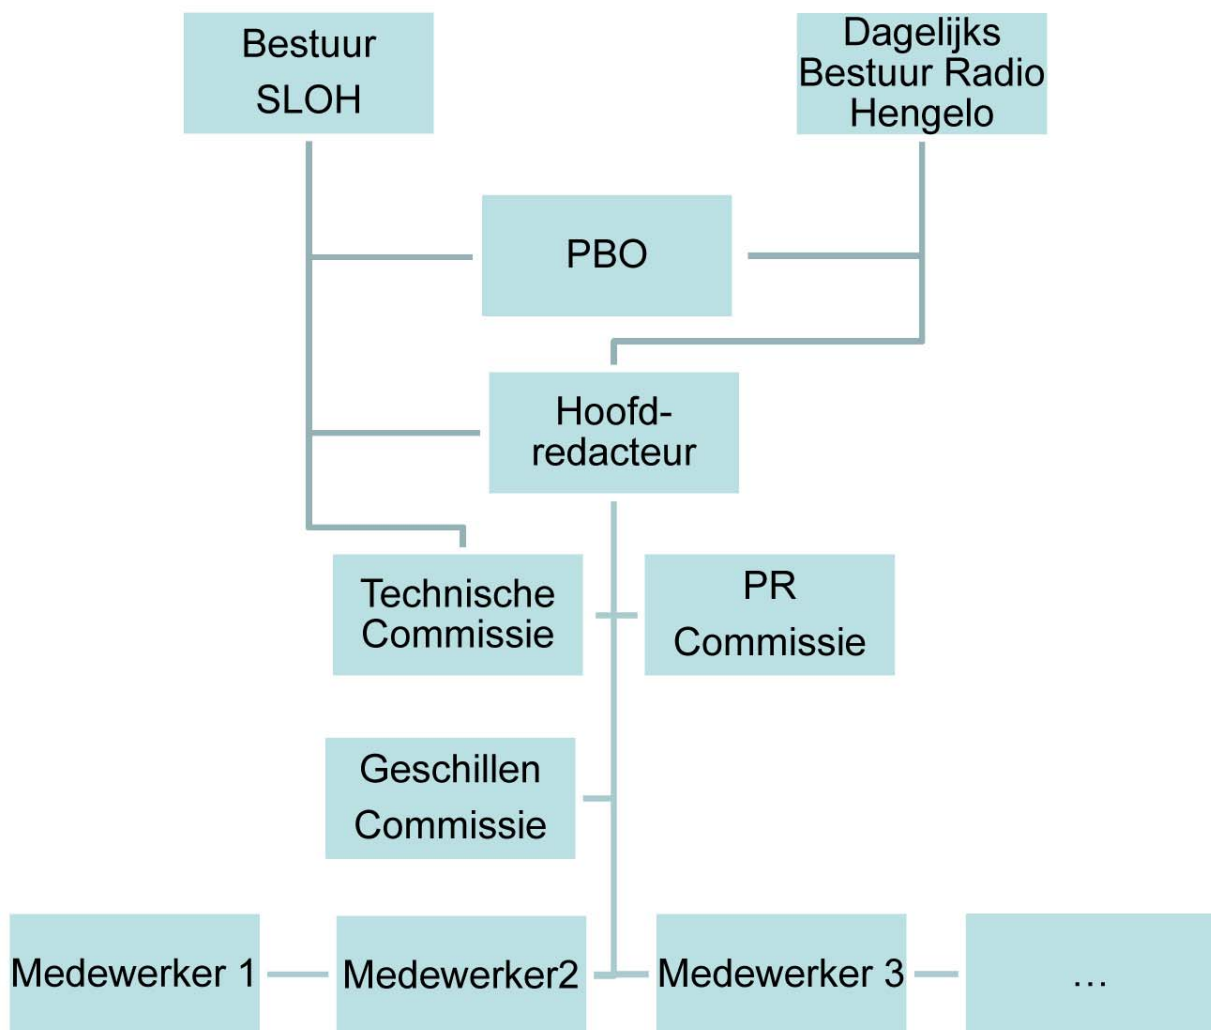 Bestuur
SLOH
Dagelijks
Bestuur Radio
Hengelo
PBO
Hoofd-
redacteur
Technische
Commissie
PR
Commissie
Geschillen
Commissie
Medewerker 1
Medewerker2
Medewerker 3
...